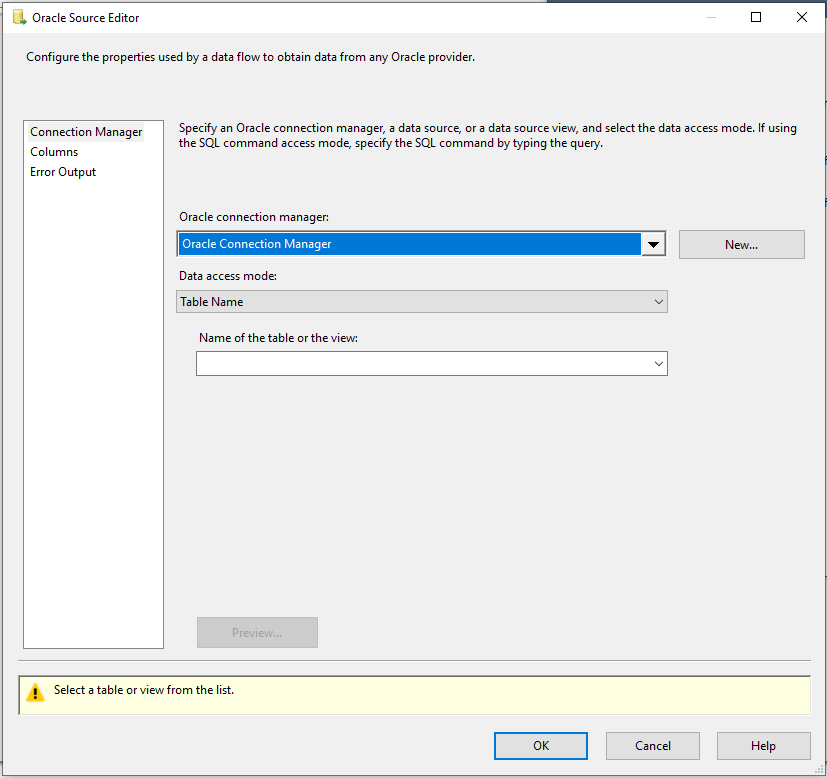 Oracle Source Editor
Configure the properties used by a data flow to obtain data from any Oracle provider.
Connection Manager
Columns
Error Output
Specify an Oracle connection manager, a data source, or a data source view, and select the data access mode. If using
the SQL command access mode, specify the SQL command by typing the query.
Oracle connection manager:
Oracle Connection Manager
New...
Data access mode:
Table Name
Name of the table or the view:
Preview...
Select a table or view from the list.
OK
Cancel
Help